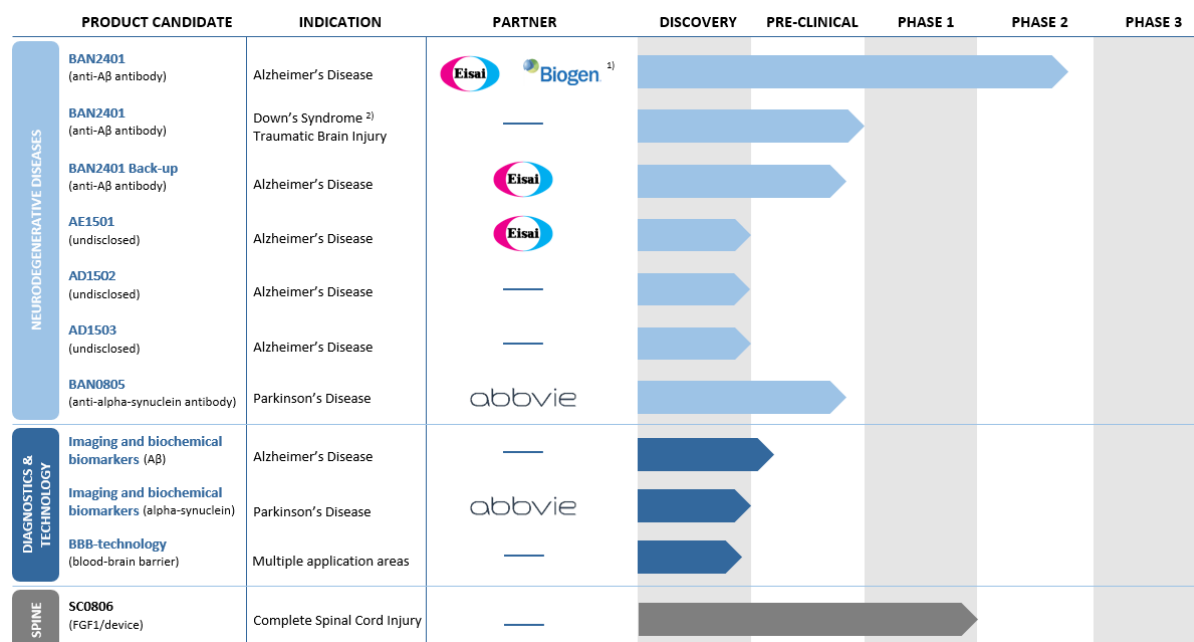 PRODUCT CANDIDATE INDICATION PARTNER DISCOVERY PRE-CLINICAL PHASE 1 PHASE 2 PHASE 3
NEURODEGENERATIVE DISEASES
BAN2401
(anti-Aβ antibody)
Alzheimer's Disease
Eisai
Biogen. 1)
BAN2401
(anti-Aβ antibody)
Down's Syndrome 2)
Traumatic Brain Injury
BAN2401 Back-up
(anti-Aβ antibody)
Alzheimer's Disease
Eisai
AE1501
(undisclosed)
Alzheimer's Disease
Eisai
AD1502
(undisclosed)
Alzheimer's Disease
AD1503
(undisclosed)
Alzheimer's Disease
BAN0805
(anti-alpha-synuclein antibody)
Parkinson's Disease
abbvie
DIAGNOSTICS &
TECHNOLOGY
Imaging and biochemical
biomarkers (Aβ)
Alzheimer's Disease
Imaging and biochemical
biomarkers (alpha-synuclein)
Parkinson's Disease
abbvie
BBB-technology
(blood-brain barrier)
Multiple application areas
SPINE
SC0806
(FGF1/device)
Complete Spinal Cord Injury